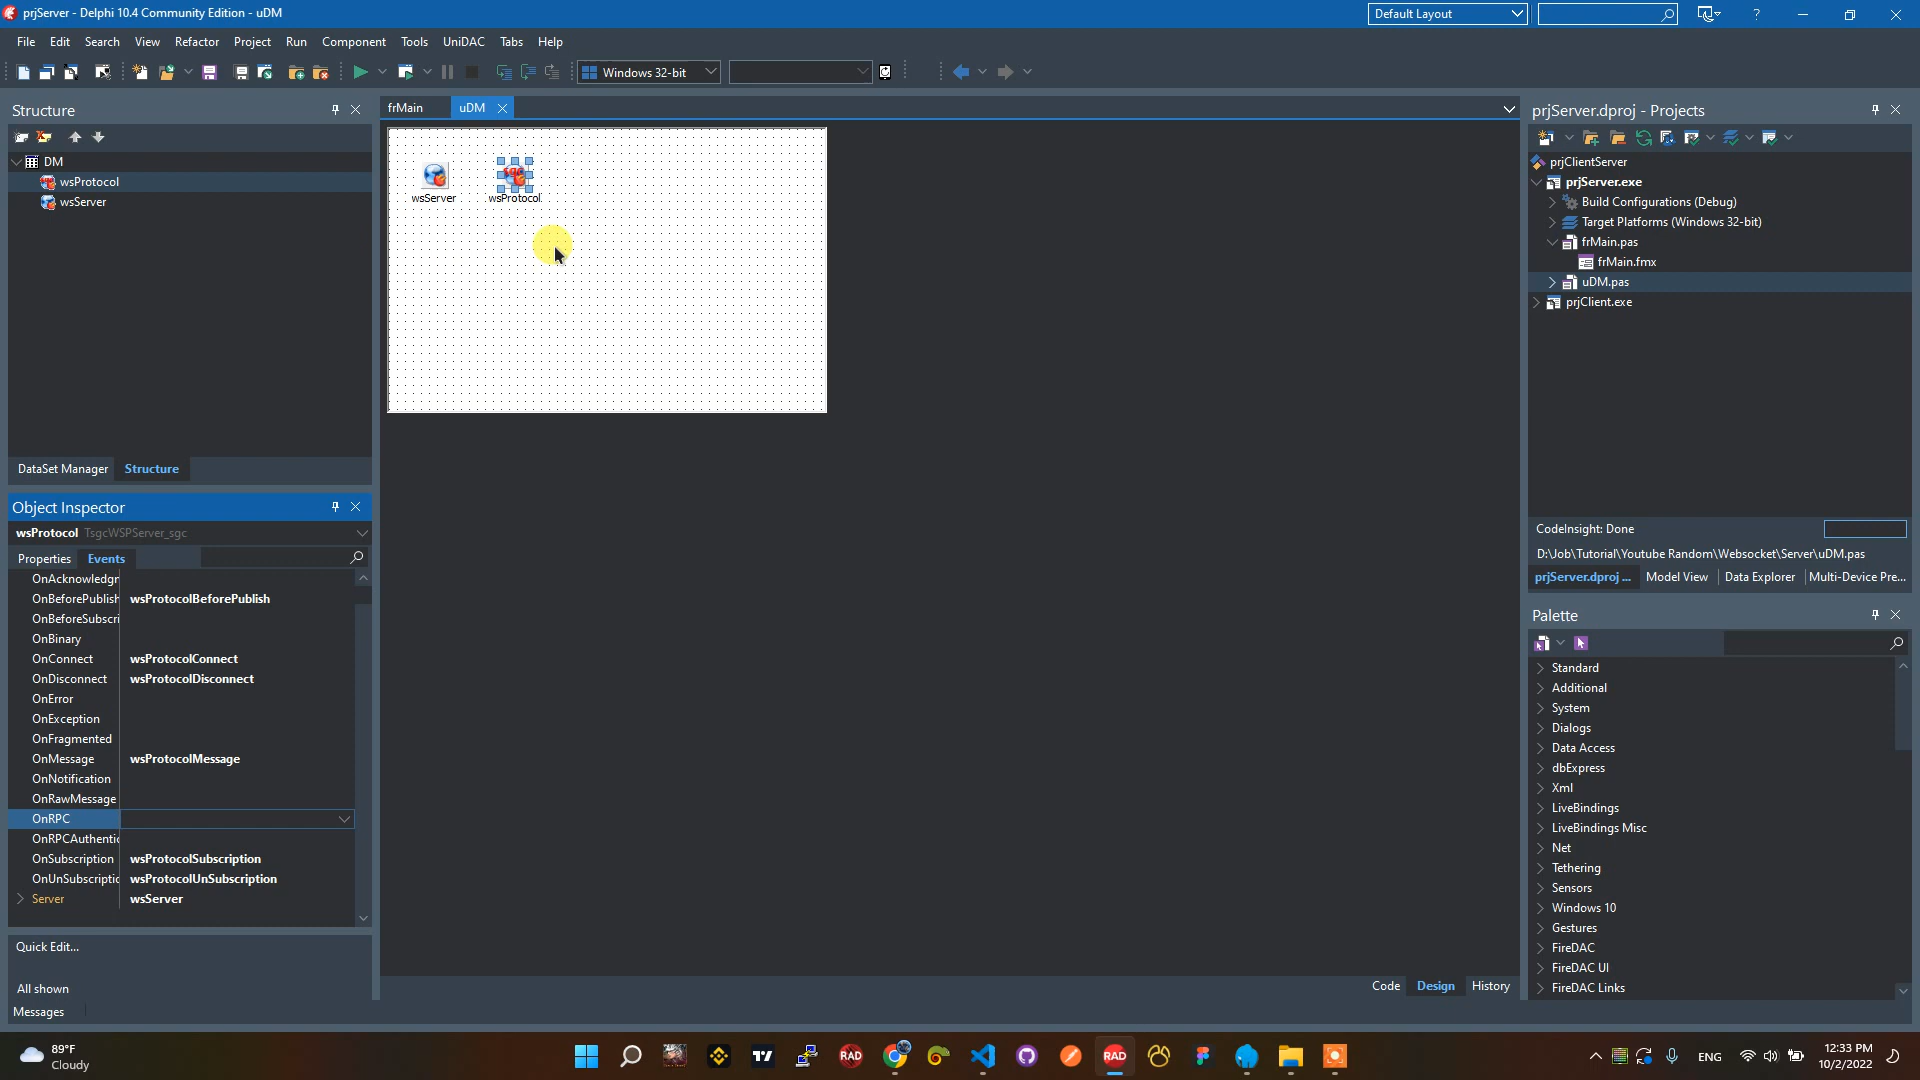 prjServer - Delphi 10.4 Community Edition - uDM
Default Layout
?
File Edit Search View Refactor Project Run Component Tools UniDAC Tabs Help
Windows 32-bit
Structure
DM
wsProtocol
wsServer
DataSet Manager Structure
frMain uDM
wsServer wsProtocol
Object Inspector
wsProtocol TsgcWSPServer_sgc
Properties Events
OnAcknowledgr
OnBeforePublish wsProtocolBeforePublish
OnBeforeSubscri
OnBinary
OnConnect wsProtocolConnect
OnDisconnect wsProtocolDisconnect
OnError
OnException
OnFragmented
OnMessage wsProtocolMessage
OnNotification
OnRawMessage
OnRPC
OnRPCAuthentic
OnSubscription wsProtocolSubscription
OnUnSubscriptic wsProtocolUnSubscription
Server wsServer
Quick Edit...
All shown
Messages
Code Design History
prjServer.dproj - Projects
prjClientServer
prjServer.exe
Build Configurations (Debug)
Target Platforms (Windows 32-bit)
frMain.pas
frMain.fmx
uDM.pas
prjClient.exe
CodeInsight: Done
D:\Job\Tutorial\Youtube Random\Websocket\Server\uDM.pas
prjServer.dproj ... Model View Data Explorer Multi-Device Pre...
Palette
Standard
Additional
System
Dialogs
Data Access
dbExpress
Xml
LiveBindings
LiveBindings Misc
Net
Tethering
Sensors
Windows 10
Gestures
FireDAC
FireDAC UI
FireDAC Links
89°F
Cloudy
RAD
RAD
ENG
12:33 PM
10/2/2022